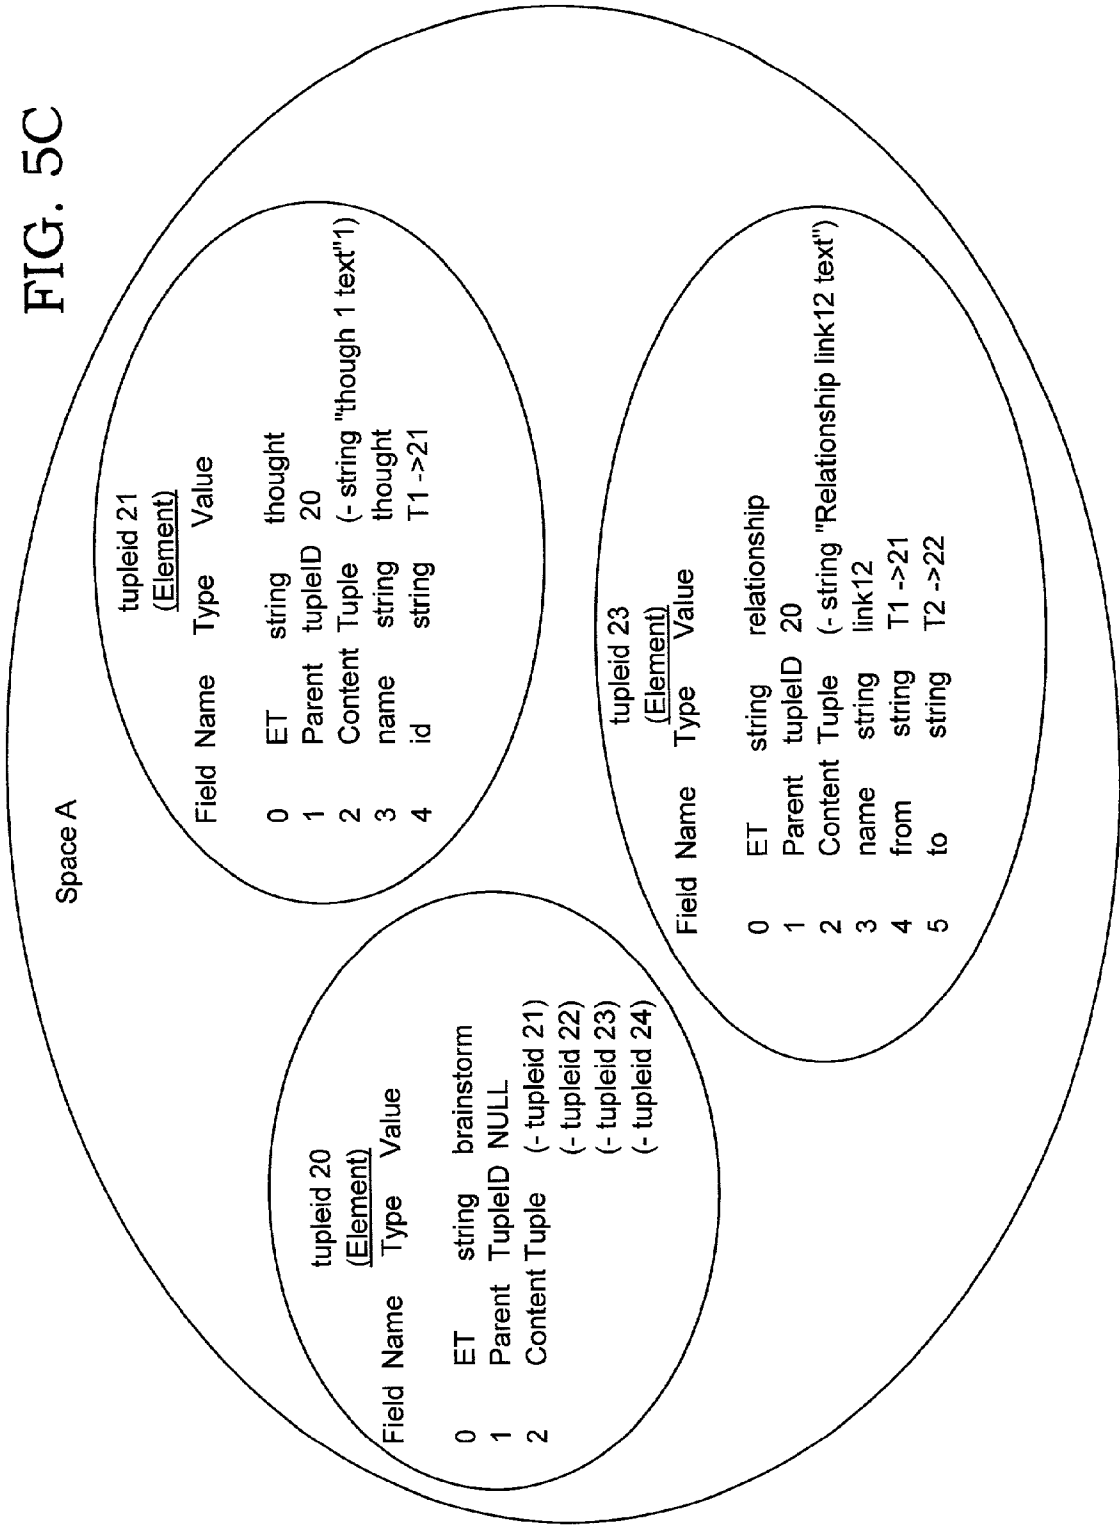 FIG. 5C
Space A
tupleid 20
(Element)
Field Name Type Value
0 ET string brainstorm
1 Parent TupleID NULL
2 Content Tuple (- tupleid 21)
(- tupleid 22)
(- tupleid 23)
(- tupleid 24)
tupleid 21
(Element)
Field Name Type Value
0 ET string thought
1 Parent tupleID 20
2 Content Tuple (- string "though 1 text"1)
3 name string thought
4 id string T1 ->21
tupleid 23
(Element)
Field Name Type Value
0 ET string relationship
1 Parent tupleID 20
2 Content Tuple (- string "Relationship link12 text")
3 name string link12
4 from string T1 ->21
5 to string T2 ->22